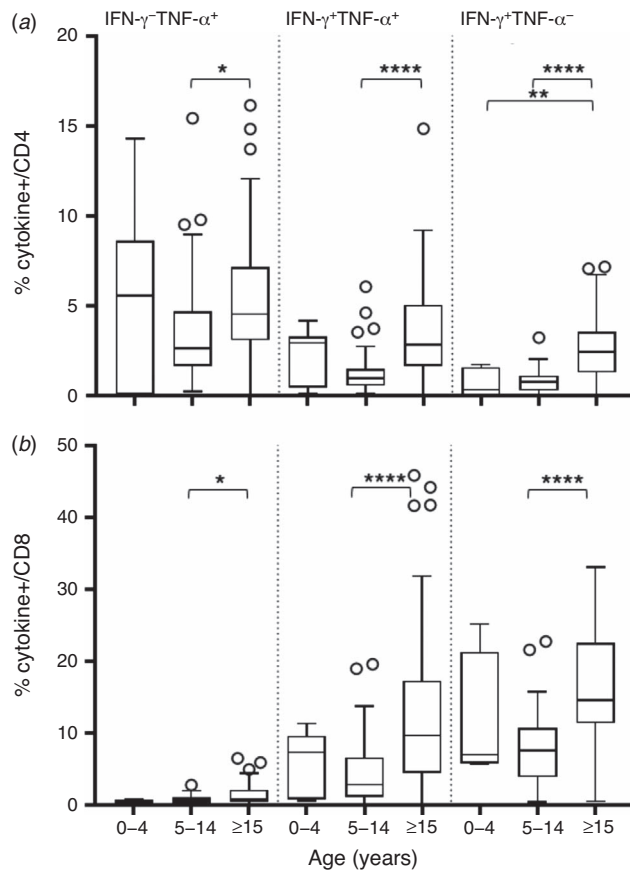 (a) IFN-γ⁻TNF-α⁺ IFN-γ⁺TNF-α⁺ IFN-γ⁺TNF-α⁻
20
* **** ****
**
15
10
5
0
% cytokine+/CD4
(b)
50
* **** ****
40
30
20
10
0
% cytokine+/CD8
0–4 5–14 ≥15 0–4 5–14 ≥15 0–4 5–14 ≥15
Age (years)